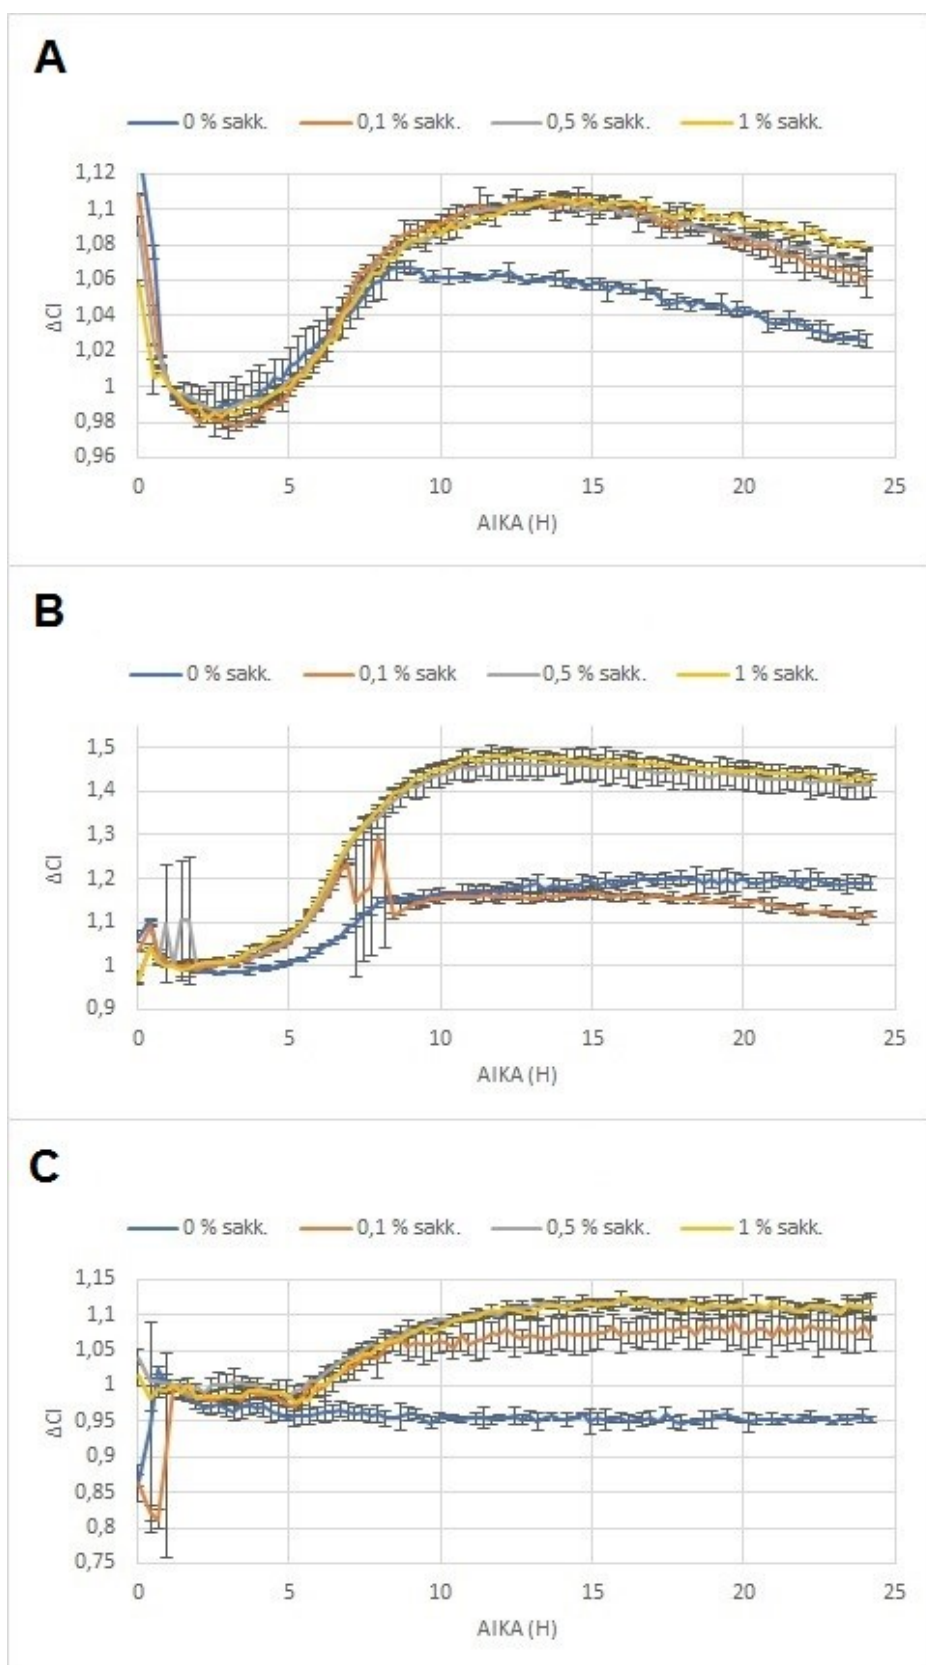 A
0 % sakk. 0,1 % sakk. 0,5 % sakk. 1 % sakk.
1,12
1,1
1,08
1,06
1,04
1,02
1
0,98
0,96
ΔCI
0 5 10 15 20 25
AIKA (H)
B
0 % sakk. 0,1 % sakk 0,5 % sakk. 1 % sakk.
1,5
1,4
1,3
1,2
1,1
1
0,9
ΔCI
0 5 10 15 20 25
AIKA (H)
C
0 % sakk. 0,1 % sakk. 0,5 % sakk. 1 % sakk.
1,15
1,1
1,05
1
0,95
0,9
0,85
0,8
0,75
ΔCI
0 5 10 15 20 25
AIKA (H)